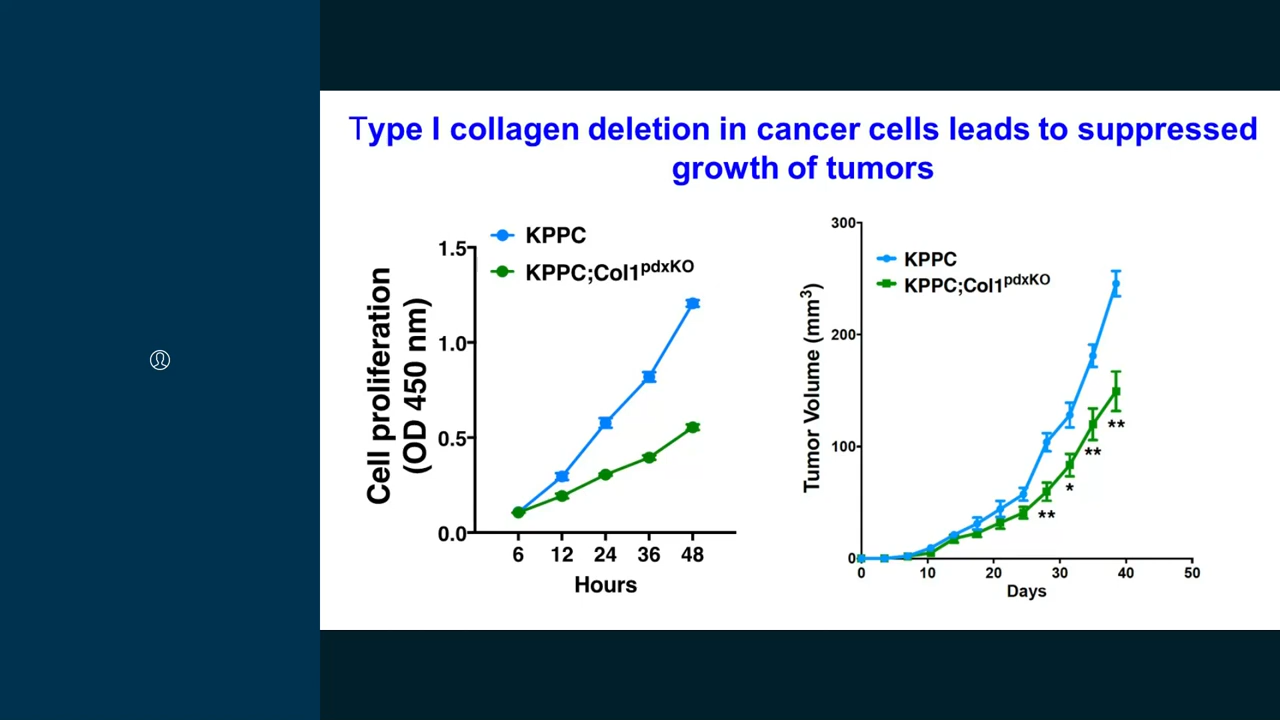 Type I collagen deletion in cancer cells leads to suppressed
growth of tumors
KPPC
KPPC;Col1pdxKO
Cell proliferation
(OD 450 nm)
1.5
1.0
0.5
0.0
6 12 24 36 48
Hours
KPPC
KPPC;Col1pdxKO
Tumor Volume (mm3)
300
200
100
0
** * ** **
0 10 20 30 40 50
Days